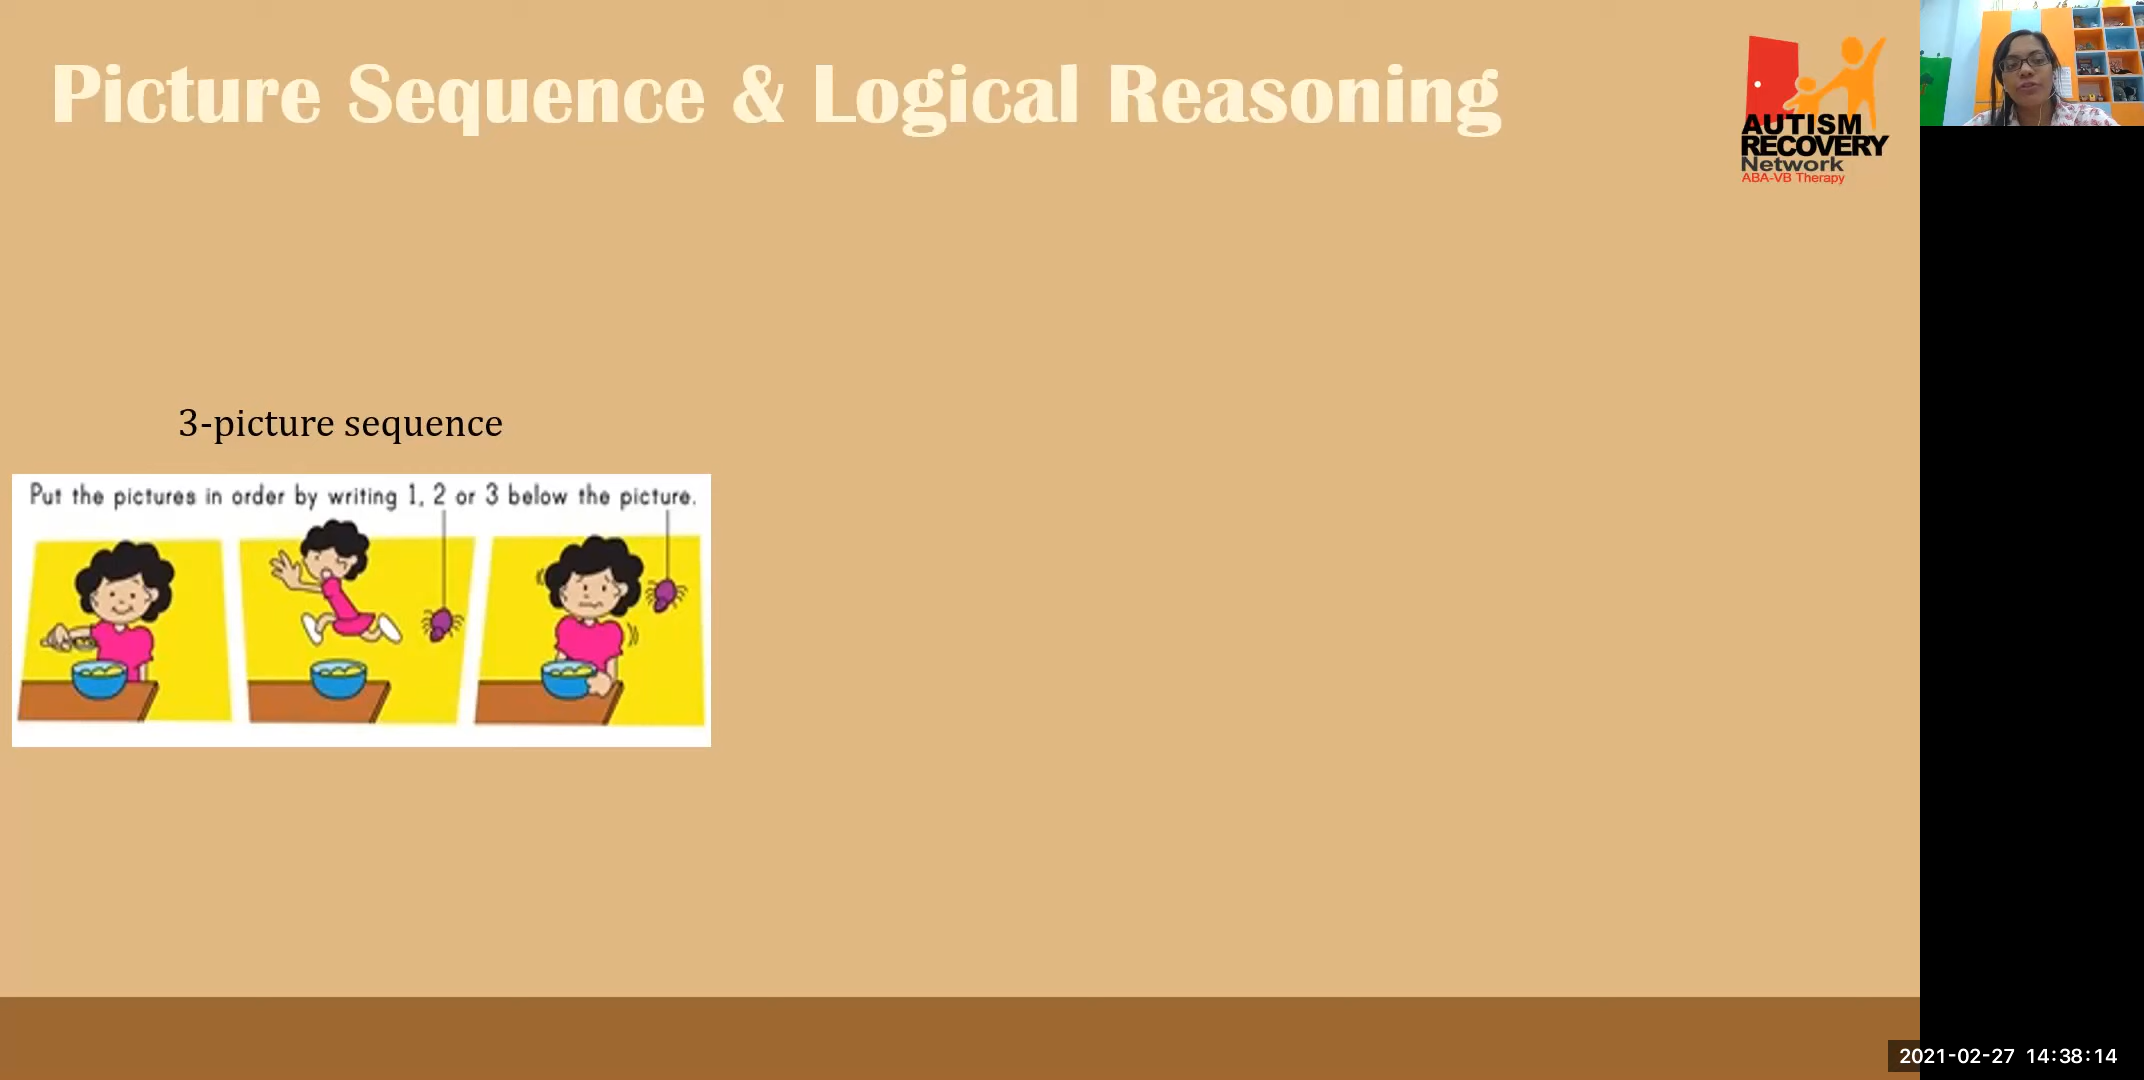 Picture Sequence & Logical Reasoning
AUTISM
RECOVERY
Network
ABA-VB Therapy
3-picture sequence
Put the pictures in order by writing 1, 2 or 3 below the picture.
2021-02-27 14:38:14